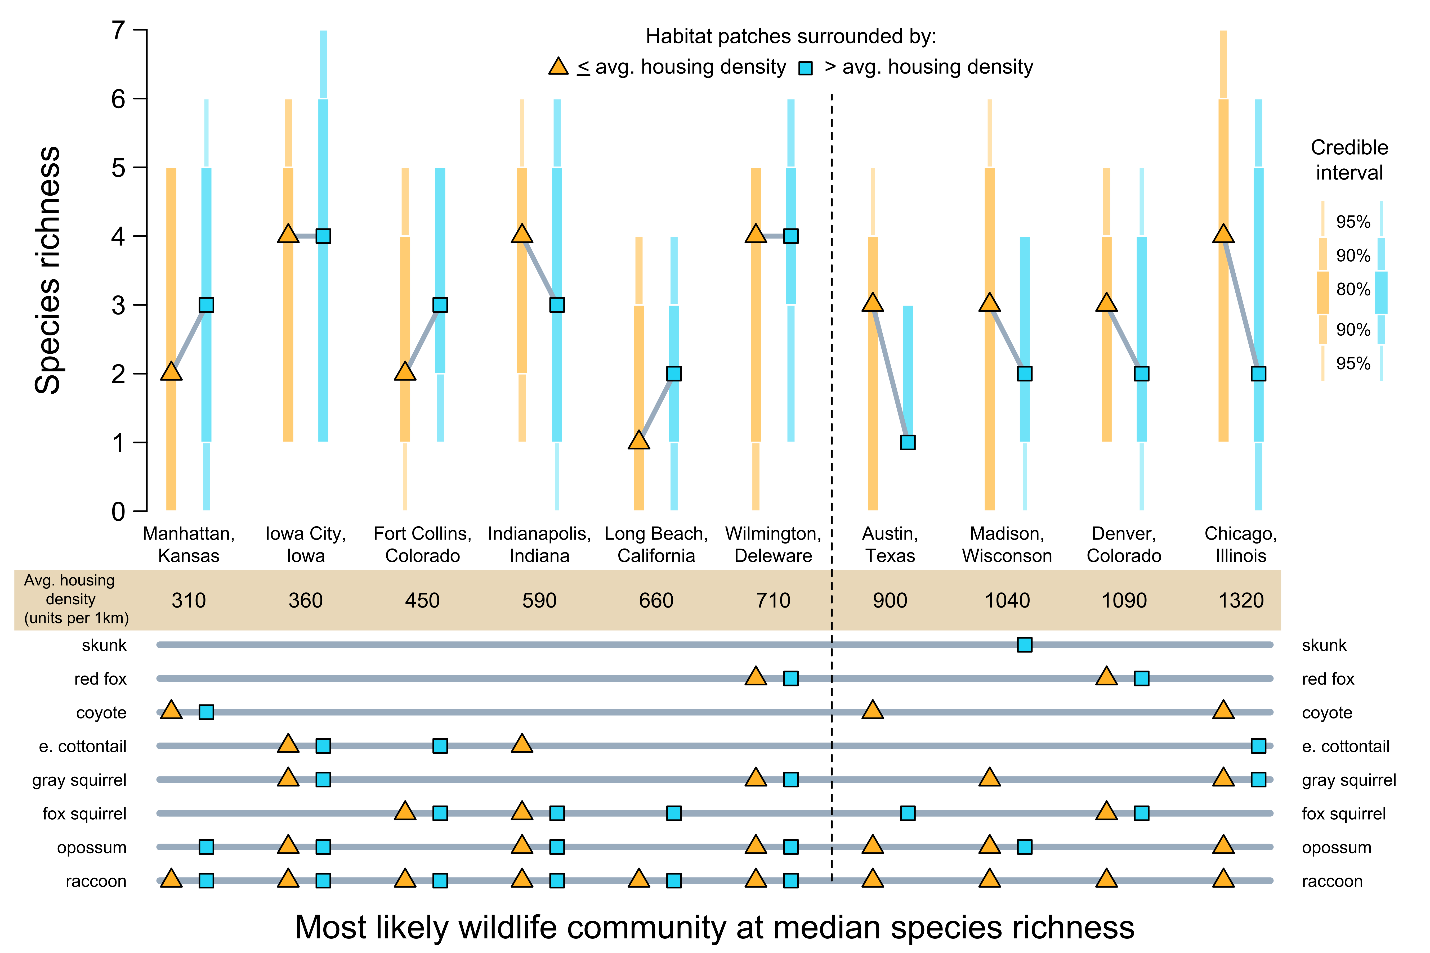 7
6
5
4
3
2
1
0
Species richness
Habitat patches surrounded by:
≤ avg. housing density > avg. housing density
Credible
interval
95%
90%
80%
90%
95%
Manhattan, Iowa City, Fort Collins, Indianapolis, Long Beach, Wilmington, Austin, Madison, Denver, Chicago,
Kansas Iowa Colorado Indiana California Deleware Texas Wisconson Colorado Illinois
Avg. housing
density
(units per 1km)
310 360 450 590 660 710 900 1040 1090 1320
skunk skunk
red fox red fox
coyote coyote
e. cottontail e. cottontail
gray squirrel gray squirrel
fox squirrel fox squirrel
opossum opossum
raccoon raccoon
Most likely wildlife community at median species richness